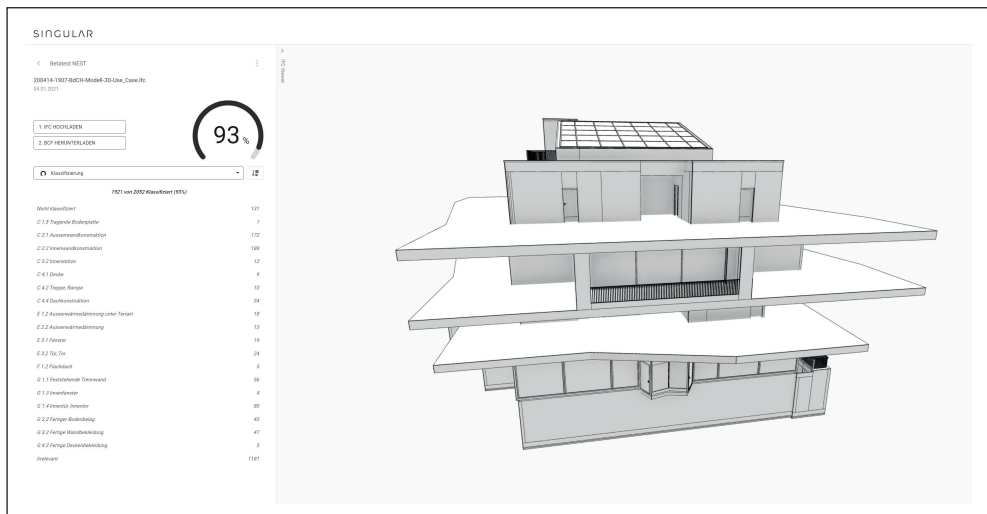 SINGULAR
Betatest NEST
200414-1907-BdCH-Modell-3D-Use_Case.ifc
04.01.2021
1. IFC HOCHLADEN
2. BCF HERUNTERLADEN
93 %
Klassifizierung
1921 von 2052 Klassifiziert (93%)
Nicht klassifiziert 131
C 1.5 Tragende Bodenplatte 1
C 2.1 Aussenwandkonstruktion 172
C 2.2 Innenwandkonstruktion 188
C 3.2 Innenstütze 12
C 4.1 Decke 9
C 4.2 Treppe, Rampe 10
C 4.4 Dachkonstruktion 34
E 1.2 Aussenwärmedämmung unter Terrain 18
E 2.2 Aussenwärmedämmung 13
E 3.1 Fenster 19
E 3.2 Tür, Tor 24
F 1.2 Flachdach 5
G 1.1 Feststehende Trennwand 56
G 1.3 Innenfenster 4
G 1.4 Innentür, Innentor 80
G 2.2 Fertiger Bodenbelag 43
G 3.2 Fertige Wandbekleidung 47
G 4.2 Fertige Deckenbekleidung 5
Irrelevant 1181
IFC Viewer